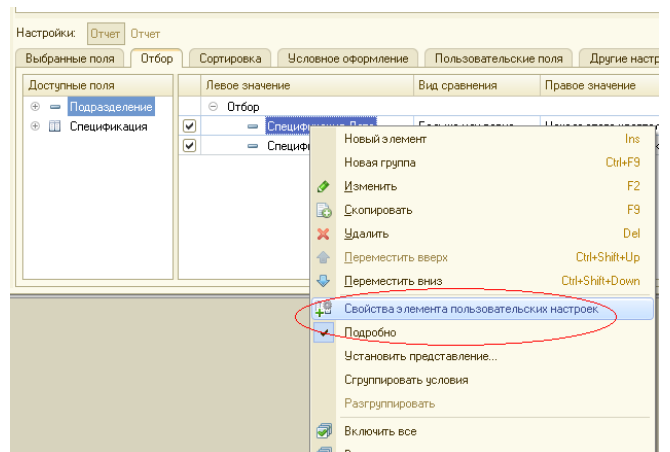 Настройки: Отчет Отчет
Выбранные поля Отбор Сортировка Условное оформление Пользовательские поля Другие настр
Доступные поля Левое значение Вид сравнения Правое значение
Подразделение Отбор
Спецификация Специфи
Специфи
Новый элемент Ins
Новая группа Ctrl+F9
Изменить F2
Скопировать F9
Удалить Del
Переместить вверх Ctrl+Shift+Up
Переместить вниз Ctrl+Shift+Down
Свойства элемента пользовательских настроек
Подробно
Установить представление...
Сгруппировать условия
Разгруппировать
Включить все